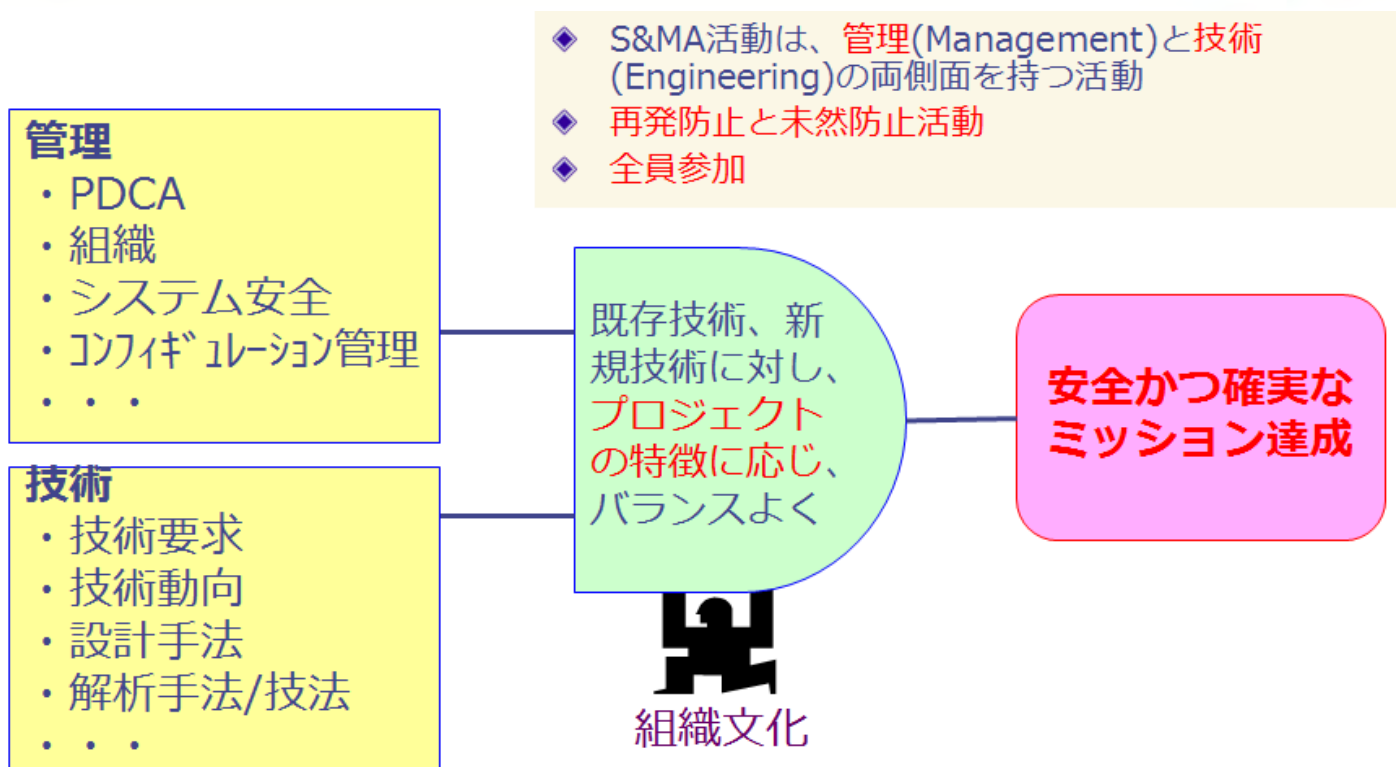 ◈ S&MA活動は、管理(Management)と技術
(Engineering)の両側面を持つ活動
◈ 再発防止と未然防止活動
◈ 全員参加
管理
・PDCA
・組織
・システム安全
・ｺﾝﾌｨｷﾞｭﾚｰｼｮﾝ管理
・・・
技術
・技術要求
・技術動向
・設計手法
・解析手法/技法
・・・
既存技術、新
規技術に対し、
プロジェクト
の特徴に応じ、
バランスよく
組織文化
安全かつ確実な
ミッション達成